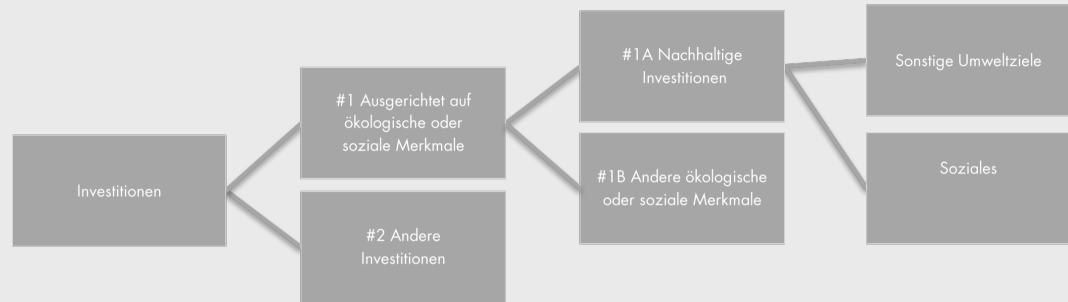 Investitionen
#1 Ausgerichtet auf
ökologische oder
soziale Merkmale
#2 Andere
Investitionen
#1A Nachhaltige
Investitionen
#1B Andere ökologische
oder soziale Merkmale
Sonstige Umweltziele
Soziales